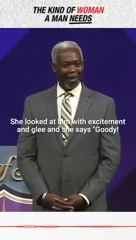 THE KIND OF WOMAN
A MAN NEEDS
She looked at him with excitement
and glee and she says "Goody!